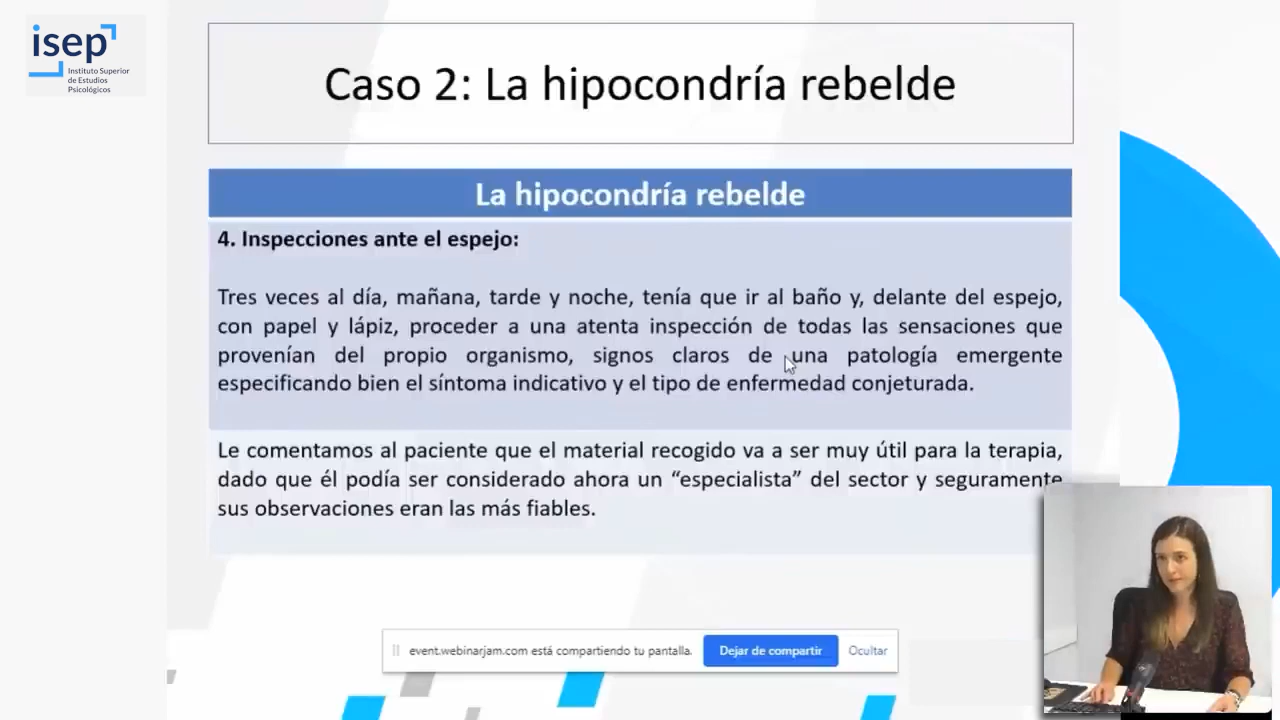 isep
Instituto Superior
de Estudios
Psicológicos
Caso 2: La hipocondría rebelde
La hipocondría rebelde
4. Inspecciones ante el espejo:
Tres veces al día, mañana, tarde y noche, tenía que ir al baño y, delante del espejo,
con papel y lápiz, proceder a una atenta inspección de todas las sensaciones que
provenían del propio organismo, signos claros de una patología emergente
especificando bien el síntoma indicativo y el tipo de enfermedad conjeturada.
Le comentamos al paciente que el material recogido va a ser muy útil para la terapia,
dado que él podía ser considerado ahora un “especialista” del sector y seguramente
sus observaciones eran las más fiables.
event.webinarjam.com está compartiendo tu pantalla.
Dejar de compartir
Ocultar